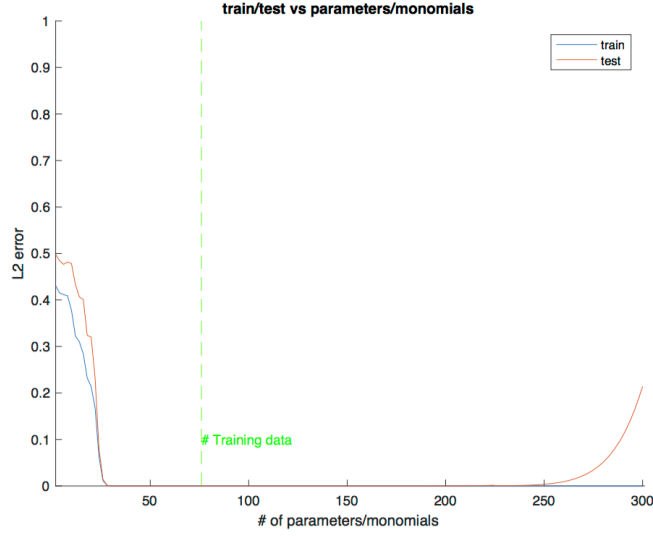 train/test vs parameters/monomials
train
test
1
0.9
0.8
0.7
0.6
0.5
0.4
0.3
0.2
0.1
0
L2 error
# Training data
50
100
150
200
250
300
# of parameters/monomials